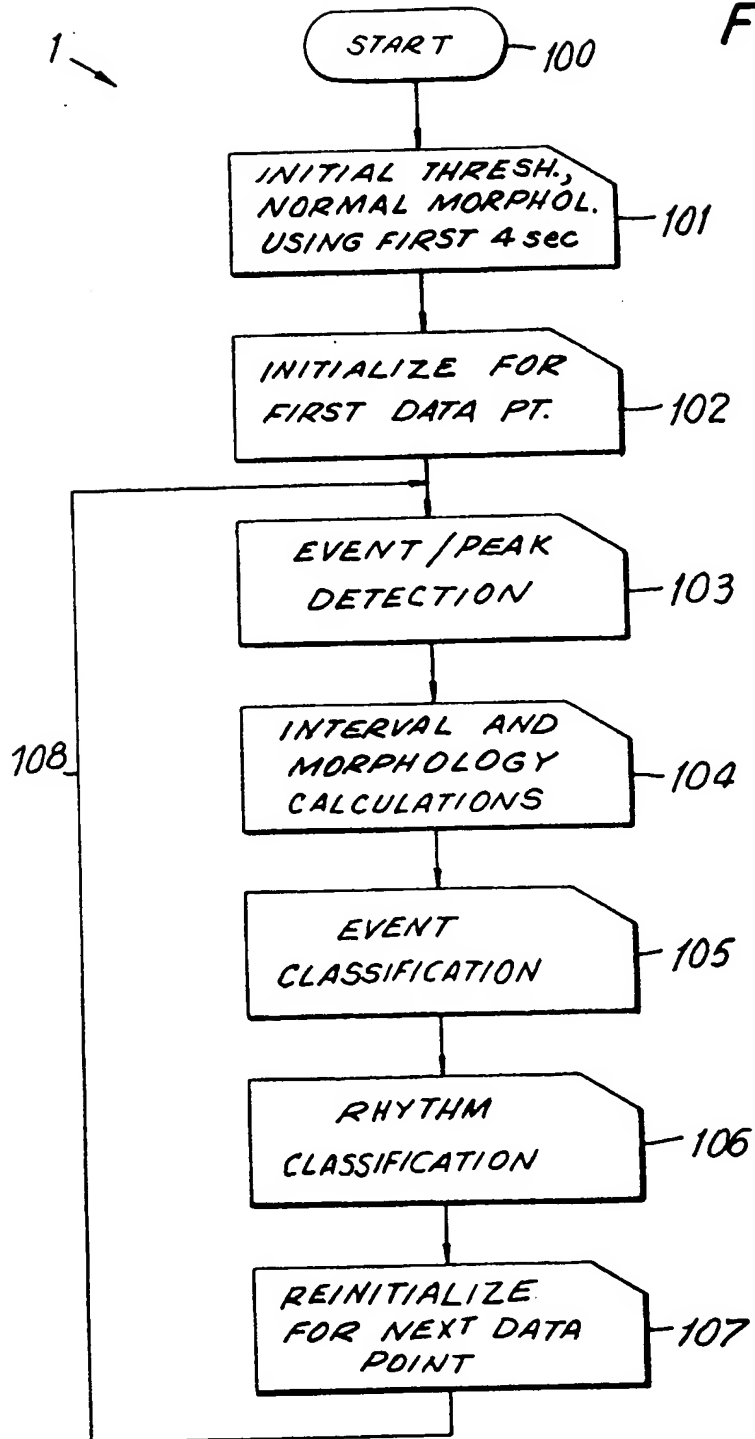 F
1
START
100
INITIAL THRESH.,
NORMAL MORPHOL.
USING FIRST 4 sec
101
INITIALIZE FOR
FIRST DATA PT.
102
EVENT/PEAK
DETECTION
103
INTERVAL AND
MORPHOLOGY
CALCULATIONS
104
108
EVENT
CLASSIFICATION
105
RHYTHM
CLASSIFICATION
106
REINITIALIZE
FOR NEXT DATA
POINT
107